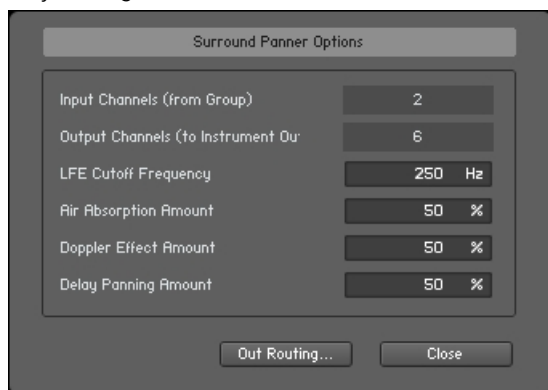 Surround Panner Options
Input Channels (from Group) 2
Output Channels (to Instrument Ou 6
LFE Cutoff Frequency 250 Hz
Air Absorption Amount 50 %
Doppler Effect Amount 50 %
Delay Panning Amount 50 %
Out Routing... Close